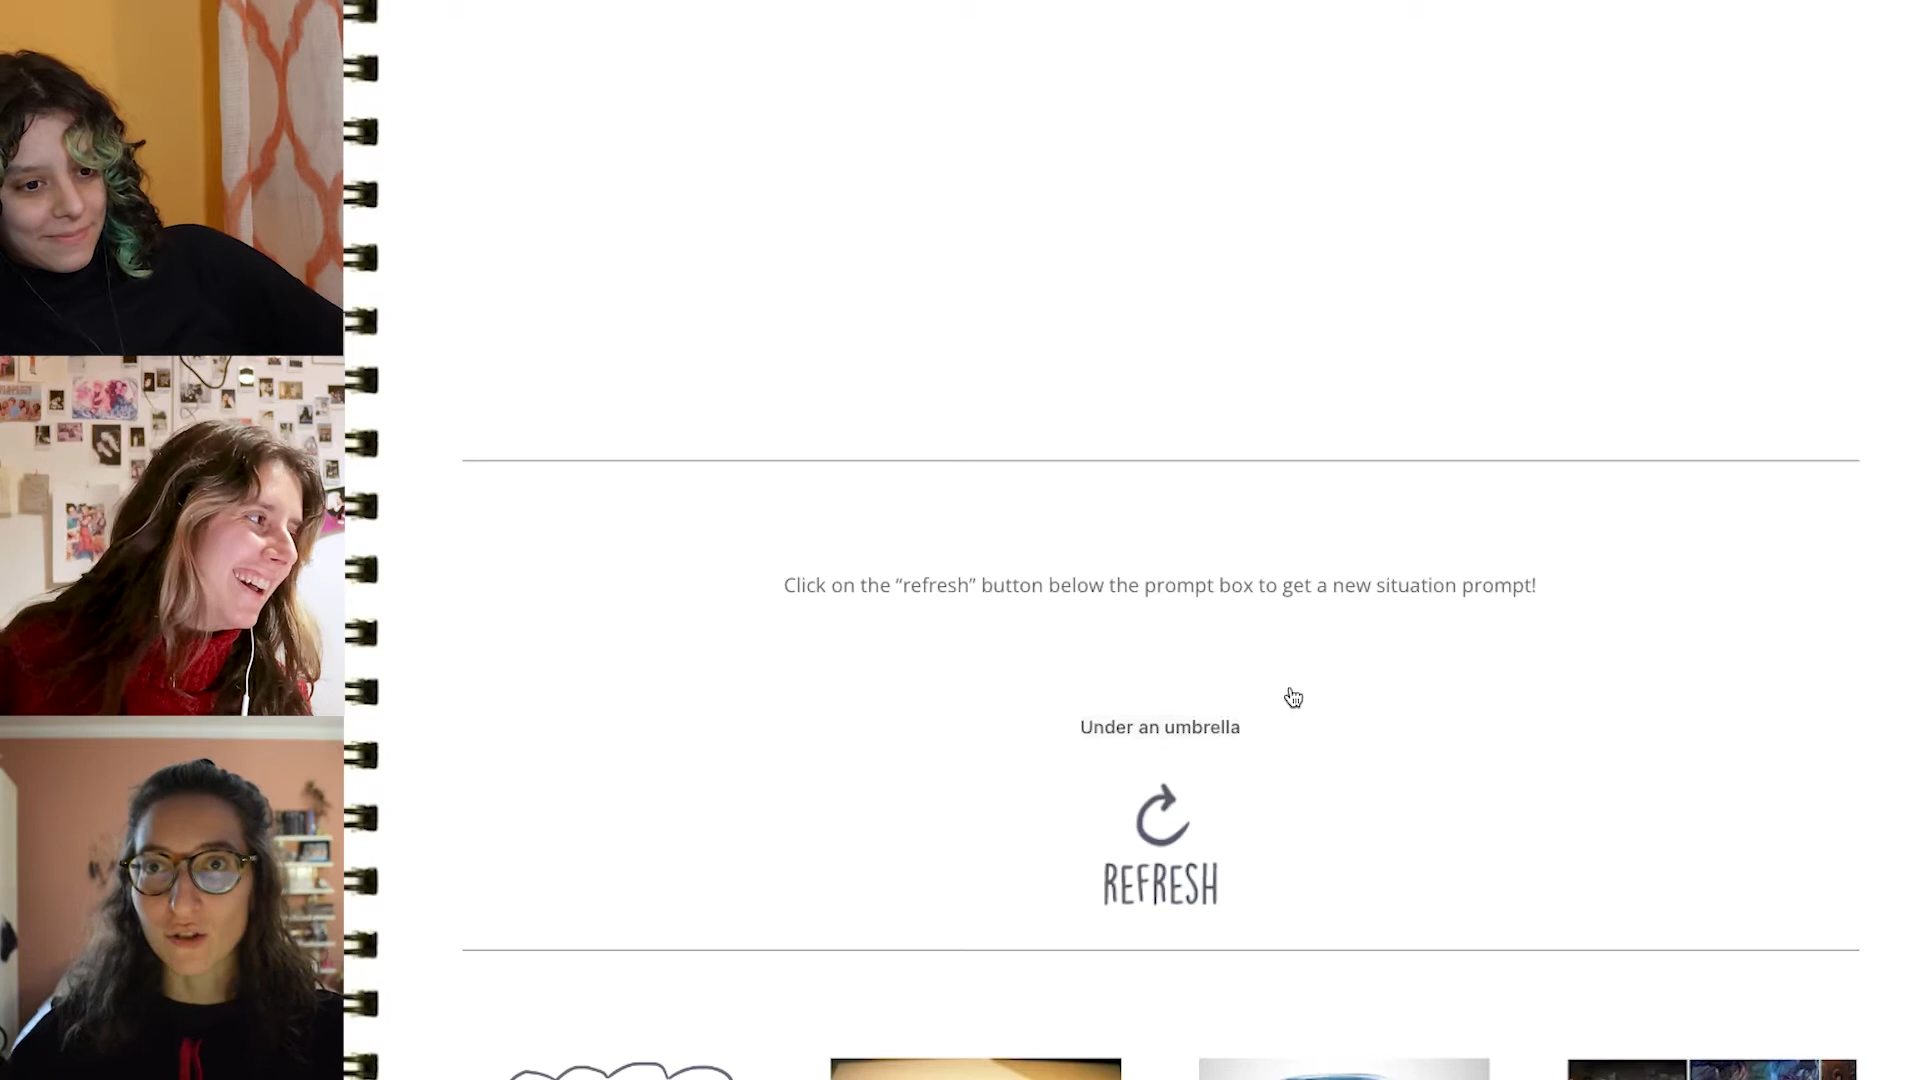 Click on the “refresh” button below the prompt box to get a new situation prompt!
Under an umbrella
REFRESH